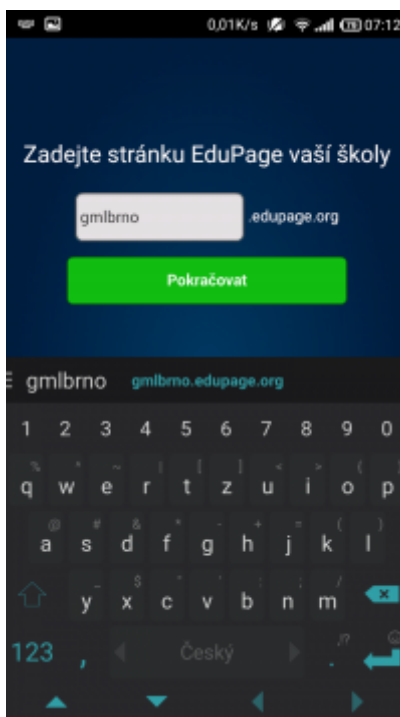 0,01K/s 78 07:12
Zadejte stránku EduPage vaší školy
gmlbrno .edupage.org
Pokračovat
gmlbrno gmlbrno.edupage.org
1 2 3 4 5 6 7 8 9 0
q w e r t z u i o p
a s d f g h j k l
y x c v b n m
123 , Český .